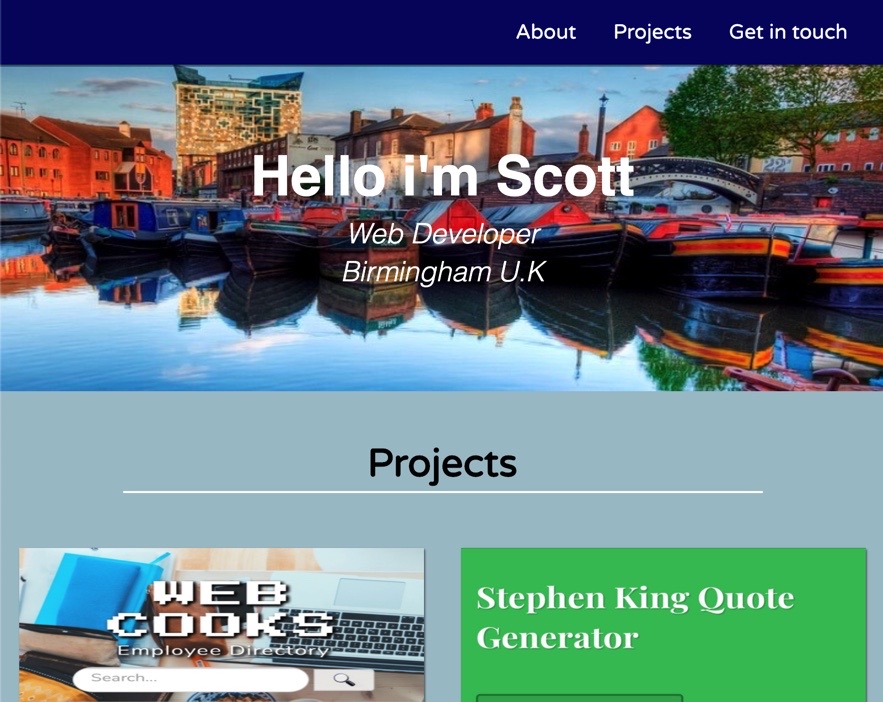 About Projects Get in touch
Hello i'm Scott
Web Developer
Birmingham U.K
Projects
WEB
COOKS
Employee Directory
Search...
Stephen King Quote
Generator